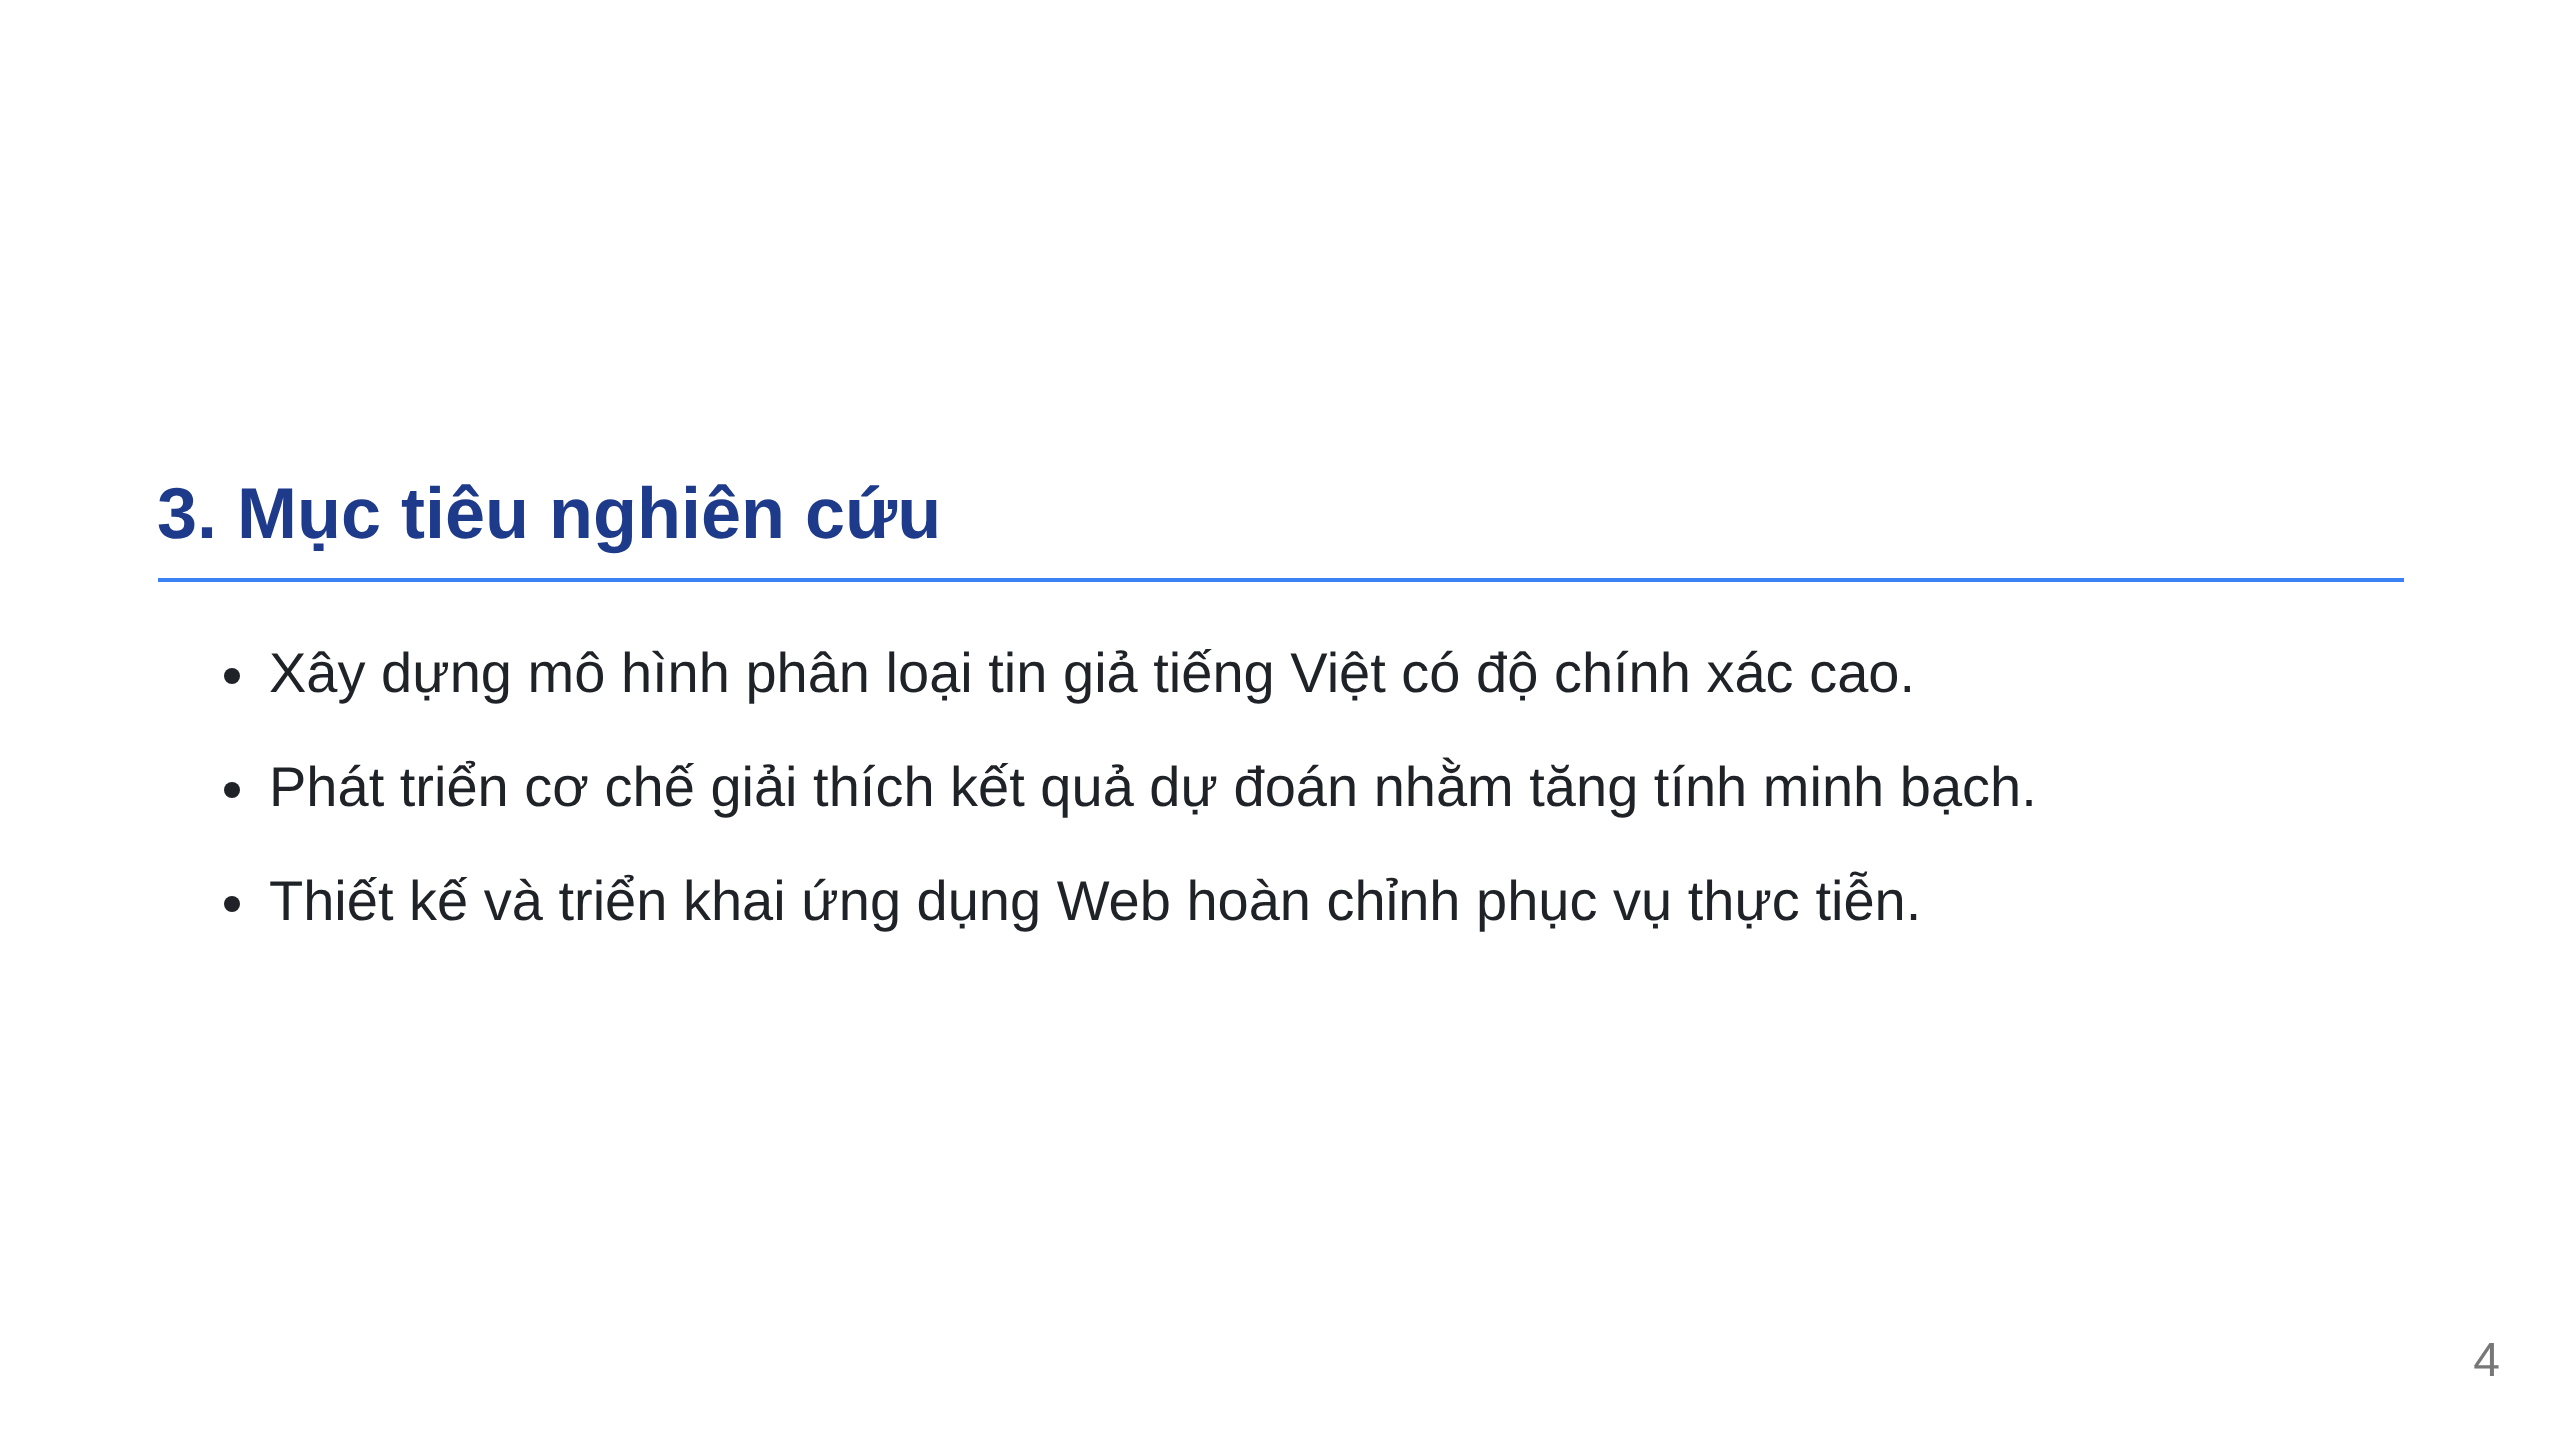 3. Mục tiêu nghiên cứu
• Xây dựng mô hình phân loại tin giả tiếng Việt có độ chính xác cao.
• Phát triển cơ chế giải thích kết quả dự đoán nhằm tăng tính minh bạch.
• Thiết kế và triển khai ứng dụng Web hoàn chỉnh phục vụ thực tiễn.
4